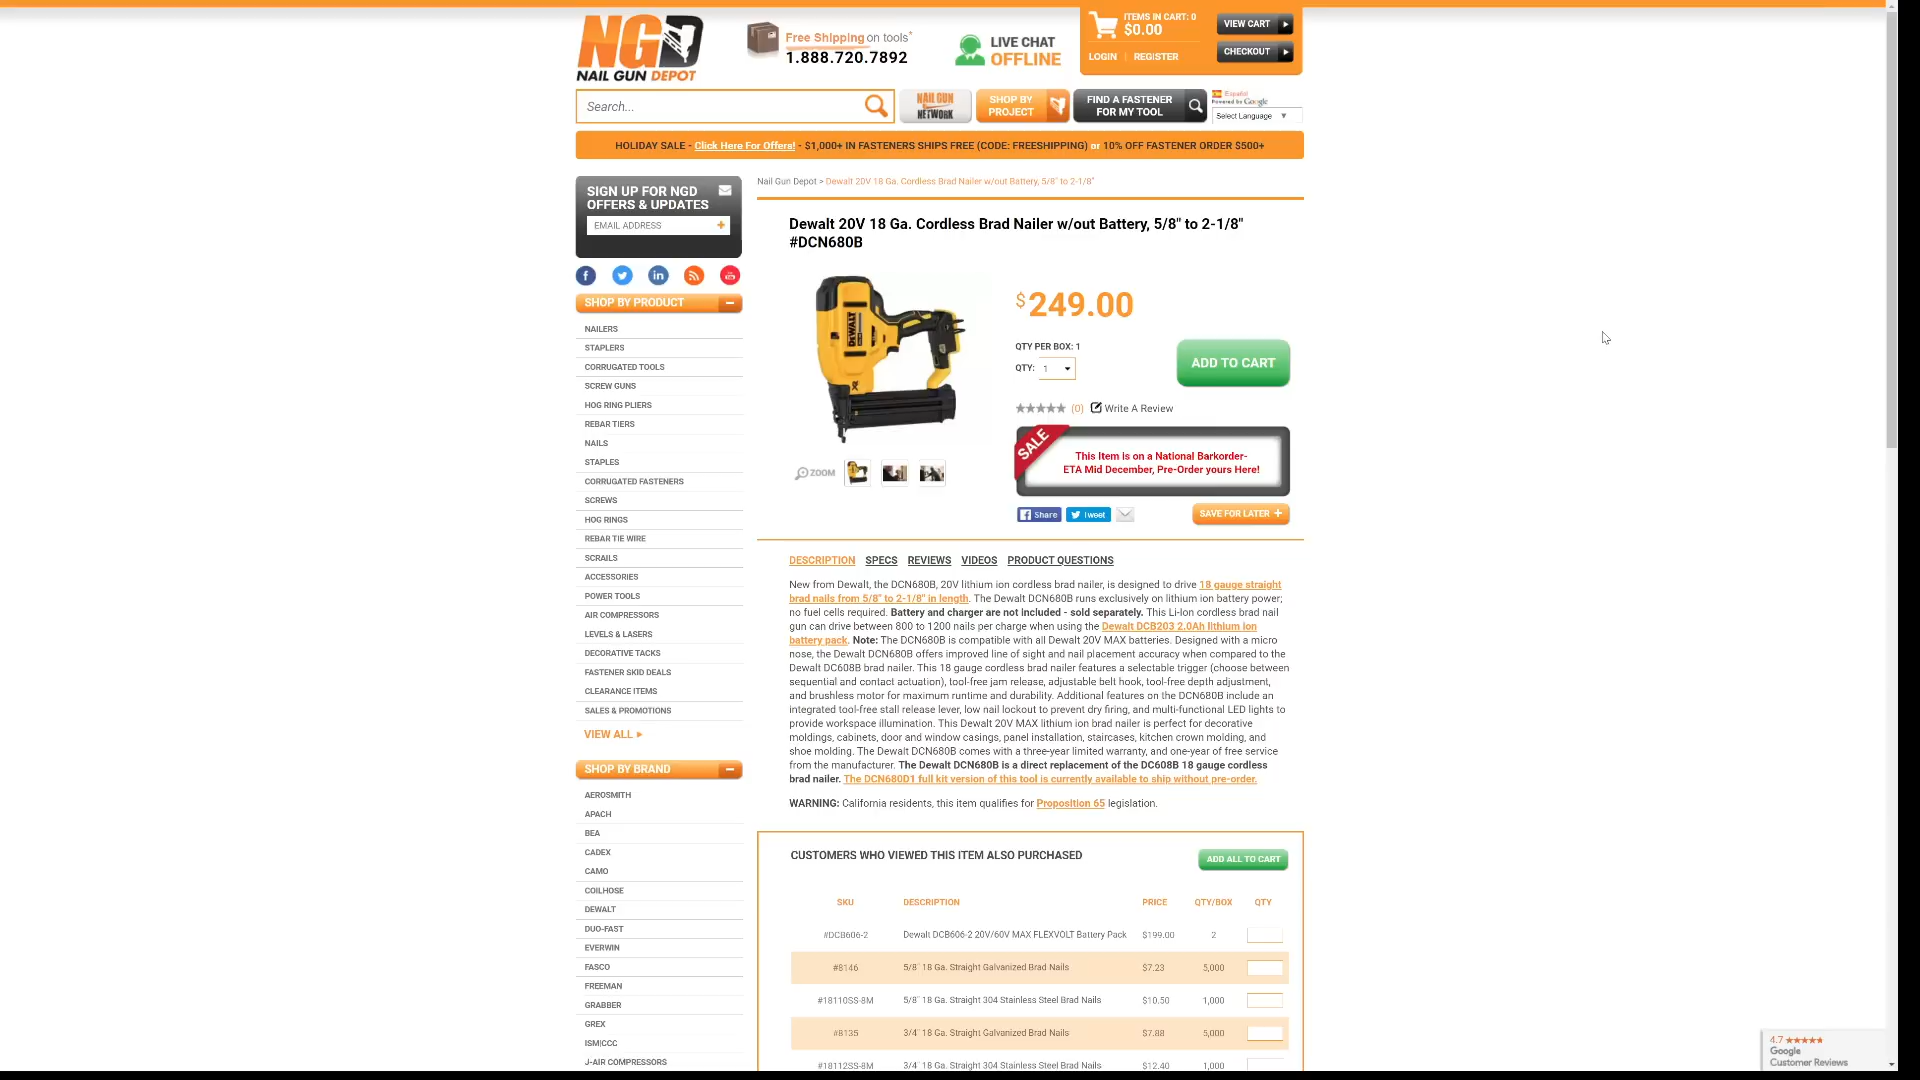 NGD
NAIL GUN DEPOT
Free Shipping on tools*
1.888.720.7892
LIVE CHAT
OFFLINE
ITEMS IN CART: 0
$0.00
LOGIN | REGISTER
VIEW CART
CHECKOUT
Search...
NAIL GUN
NETWORK
SHOP BY
PROJECT
FIND A FASTENER
FOR MY TOOL
Español
Powered by Google
Select Language ▼
HOLIDAY SALE - Click Here For Offers! - $1,000+ IN FASTENERS SHIPS FREE (CODE: FREESHIPPING) or 10% OFF FASTENER ORDER $500+
SIGN UP FOR NGD
OFFERS & UPDATES
EMAIL ADDRESS +
SHOP BY PRODUCT
NAILERS
STAPLERS
CORRUGATED TOOLS
SCREW GUNS
HOG RING PLIERS
REBAR TIERS
NAILS
STAPLES
CORRUGATED FASTENERS
SCREWS
HOG RINGS
REBAR TIE WIRE
SCRAILS
ACCESSORIES
POWER TOOLS
AIR COMPRESSORS
LEVELS & LASERS
DECORATIVE TACKS
FASTENER SKID DEALS
CLEARANCE ITEMS
SALES & PROMOTIONS
VIEW ALL
SHOP BY BRAND
AEROSMITH
APACH
BEA
CADEX
CAMO
COILHOSE
DEWALT
DUO-FAST
EVERWIN
FASCO
FREEMAN
GRABBER
GREX
ISM|CCC
J-AIR COMPRESSORS
Nail Gun Depot > Dewalt 20V 18 Ga. Cordless Brad Nailer w/out Battery, 5/8" to 2-1/8"
Dewalt 20V 18 Ga. Cordless Brad Nailer w/out Battery, 5/8" to 2-1/8"
#DCN680B
DEWALT
XR
ZOOM
$249.00
QTY PER BOX: 1
QTY: 1
ADD TO CART
(0) Write A Review
SALE
This Item is on a National Barkorder-
ETA Mid December, Pre-Order yours Here!
Share
Tweet
SAVE FOR LATER +
DESCRIPTION SPECS REVIEWS VIDEOS PRODUCT QUESTIONS
New from Dewalt, the DCN680B, 20V lithium ion cordless brad nailer, is designed to drive 18 gauge straight
brad nails from 5/8" to 2-1/8" in length. The Dewalt DCN680B runs exclusively on lithium ion battery power;
no fuel cells required. Battery and charger are not included - sold separately. This Li-Ion cordless brad nail
gun can drive between 800 to 1200 nails per charge when using the Dewalt DCB203 2.0Ah lithium ion
battery pack. Note: The DCN680B is compatible with all Dewalt 20V MAX batteries. Designed with a micro
nose, the Dewalt DCN680B offers improved line of sight and nail placement accuracy when compared to the
Dewalt DC608B brad nailer. This 18 gauge cordless brad nailer features a selectable trigger (choose between
sequential and contact actuation), tool-free jam release, adjustable belt hook, tool-free depth adjustment,
and brushless motor for maximum runtime and durability. Additional features on the DCN680B include an
integrated tool-free stall release lever, low nail lockout to prevent dry firing, and multi-functional LED lights to
provide workspace illumination. This Dewalt 20V MAX lithium ion brad nailer is perfect for decorative
moldings, cabinets, door and window casings, panel installation, staircases, kitchen crown molding, and
shoe molding. The Dewalt DCN680B comes with a three-year limited warranty, and one-year of free service
from the manufacturer. The Dewalt DCN680B is a direct replacement of the DC608B 18 gauge cordless
brad nailer. The DCN680D1 full kit version of this tool is currently available to ship without pre-order.
WARNING: California residents, this item qualifies for Proposition 65 legislation.
CUSTOMERS WHO VIEWED THIS ITEM ALSO PURCHASED
ADD ALL TO CART
SKU DESCRIPTION PRICE QTY/BOX QTY
#DCB606-2 Dewalt DCB606-2 20V/60V MAX FLEXVOLT Battery Pack $199.00 2
#8146 5/8" 18 Ga. Straight Galvanized Brad Nails $7.23 5,000
#18110SS-8M 5/8" 18 Ga. Straight 304 Stainless Steel Brad Nails $10.50 1,000
#8135 3/4" 18 Ga. Straight Galvanized Brad Nails $7.88 5,000
#18112SS-8M 3/4" 18 Ga. Straight 304 Stainless Steel Brad Nails $12.40 1,000
4.7 ★★★★★
Google
Customer Reviews